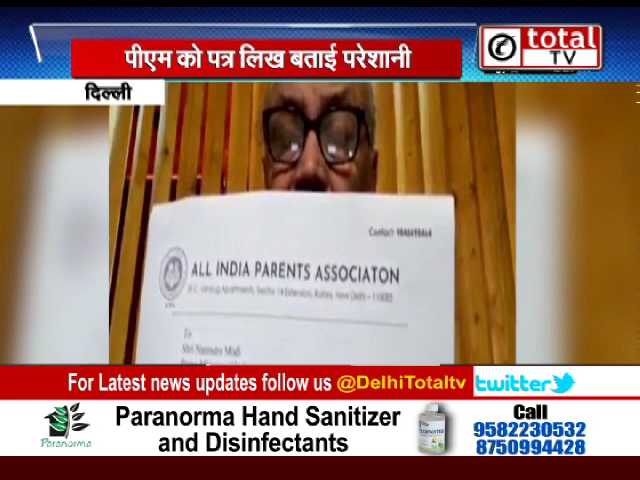 पीएम को पत्र लिख बताई परेशानी
total
TV
दिल्ली
ALL INDIA PARENTS ASSOCIATON
To
Shri Narendra Modi
For Latest news updates follow us @DelhiTotaltv twitter
Paranorma
Paranorma Hand Sanitizer
and Disinfectants
Call
9582230532
8750994428